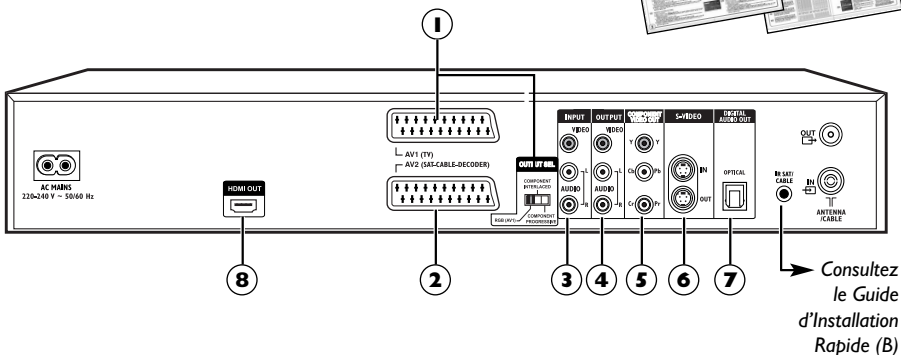 1
INPUT
OUTPUT
COMPONENT VIDEO OUT
S-VIDEO
DIGITAL AUDIO OUT
VIDEO
VIDEO
Y
Y
OUT
AV1 (TV)
AV2 (SAT-CABLE-DECODER)
OUTPUT SEL.
L
L
Cb
Pb
IN
OPTICAL
IR SAT/
CABLE
IN
AC MAINS
220-240 V ~ 50/60 Hz
HDMI OUT
COMPONENT
INTERLACED
AUDIO
AUDIO
R
R
Cr
Pr
OUT
RGB (AV1)
COMPONENT
PROGRESSIVE
ANTENNA
/CABLE
8
2
3
4
5
6
7
Consultez
le Guide
d'Installation
Rapide (B)